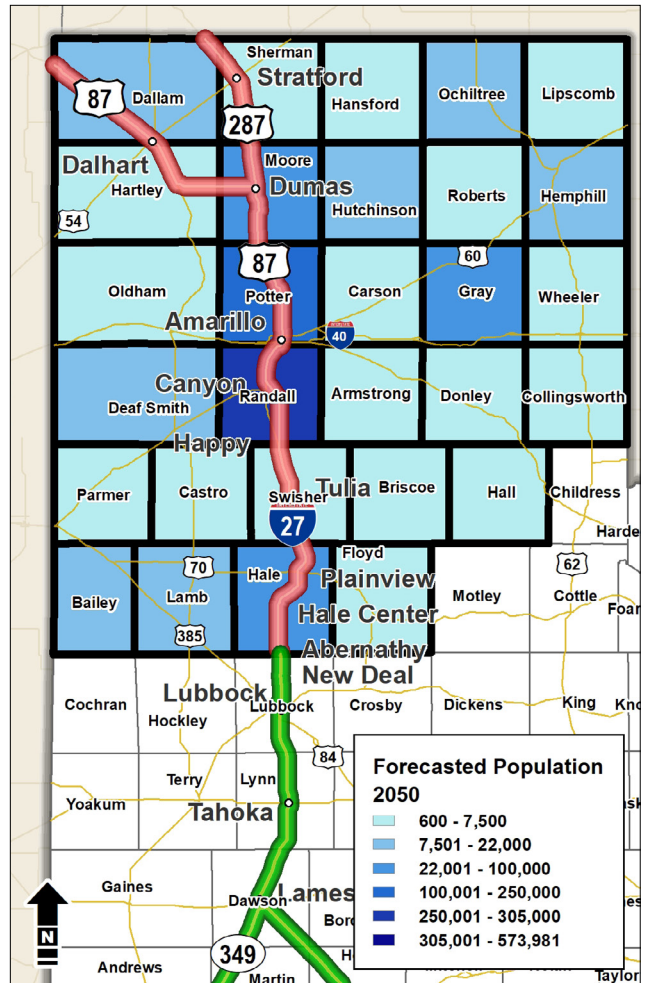 Sherman
Stratford
87
Dallam
Hansford
Ochiltree
Lipscomb
287
Dalhart
Moore
Dumas
Hartley
Hutchinson
Roberts
Hemphill
54
87
60
Oldham
Potter
Carson
Gray
Wheeler
Amarillo
40
Canyon
Randall
Armstrong
Donley
Collingsworth
Deaf Smith
Happy
Parmer
Castro
Swisher
Tulia
Briscoe
Hall
Childress
27
Harde
Floyd
70
Hale
Plainview
62
Bailey
Lamb
Hale Center
Motley
Cottle
Foar
385
Abernathy
New Deal
Lubbock
Cochran
Hockley
Lubbock
Crosby
Dickens
King
Kno
84
Terry
Lynn
Yoakum
Tahoka
Forecasted Population
2050
600 - 7,500
7,501 - 22,000
22,001 - 100,000
100,001 - 250,000
250,001 - 305,000
305,001 - 573,981
Gaines
Dawson
Lames
Bor
N
349
Andrews
Martin
Taylor